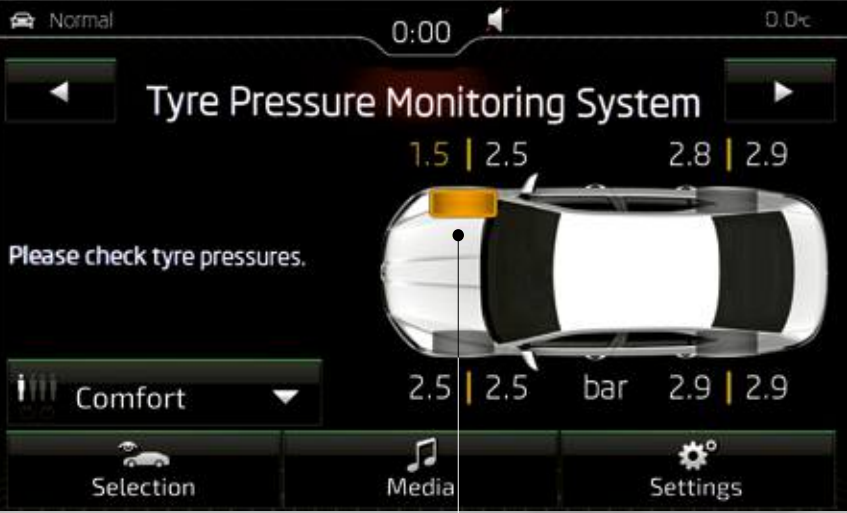 Normal
0:00
0.0°c
Tyre Pressure Monitoring System
1.5 | 2.5
2.8 | 2.9
Please check tyre pressures.
2.5 | 2.5
bar
2.9 | 2.9
Comfort
Selection
Media
Settings